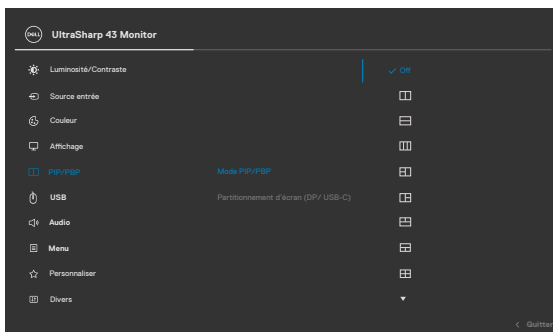 DELL UltraSharp 43 Monitor
Luminosité/Contraste
Off
Source entrée
Couleur
Affichage
PIP/PBP Mode PIP/PBP
USB Partitionnement d'écran (DP/ USB-C)
Audio
Menu
Personnaliser
Divers
Quitter